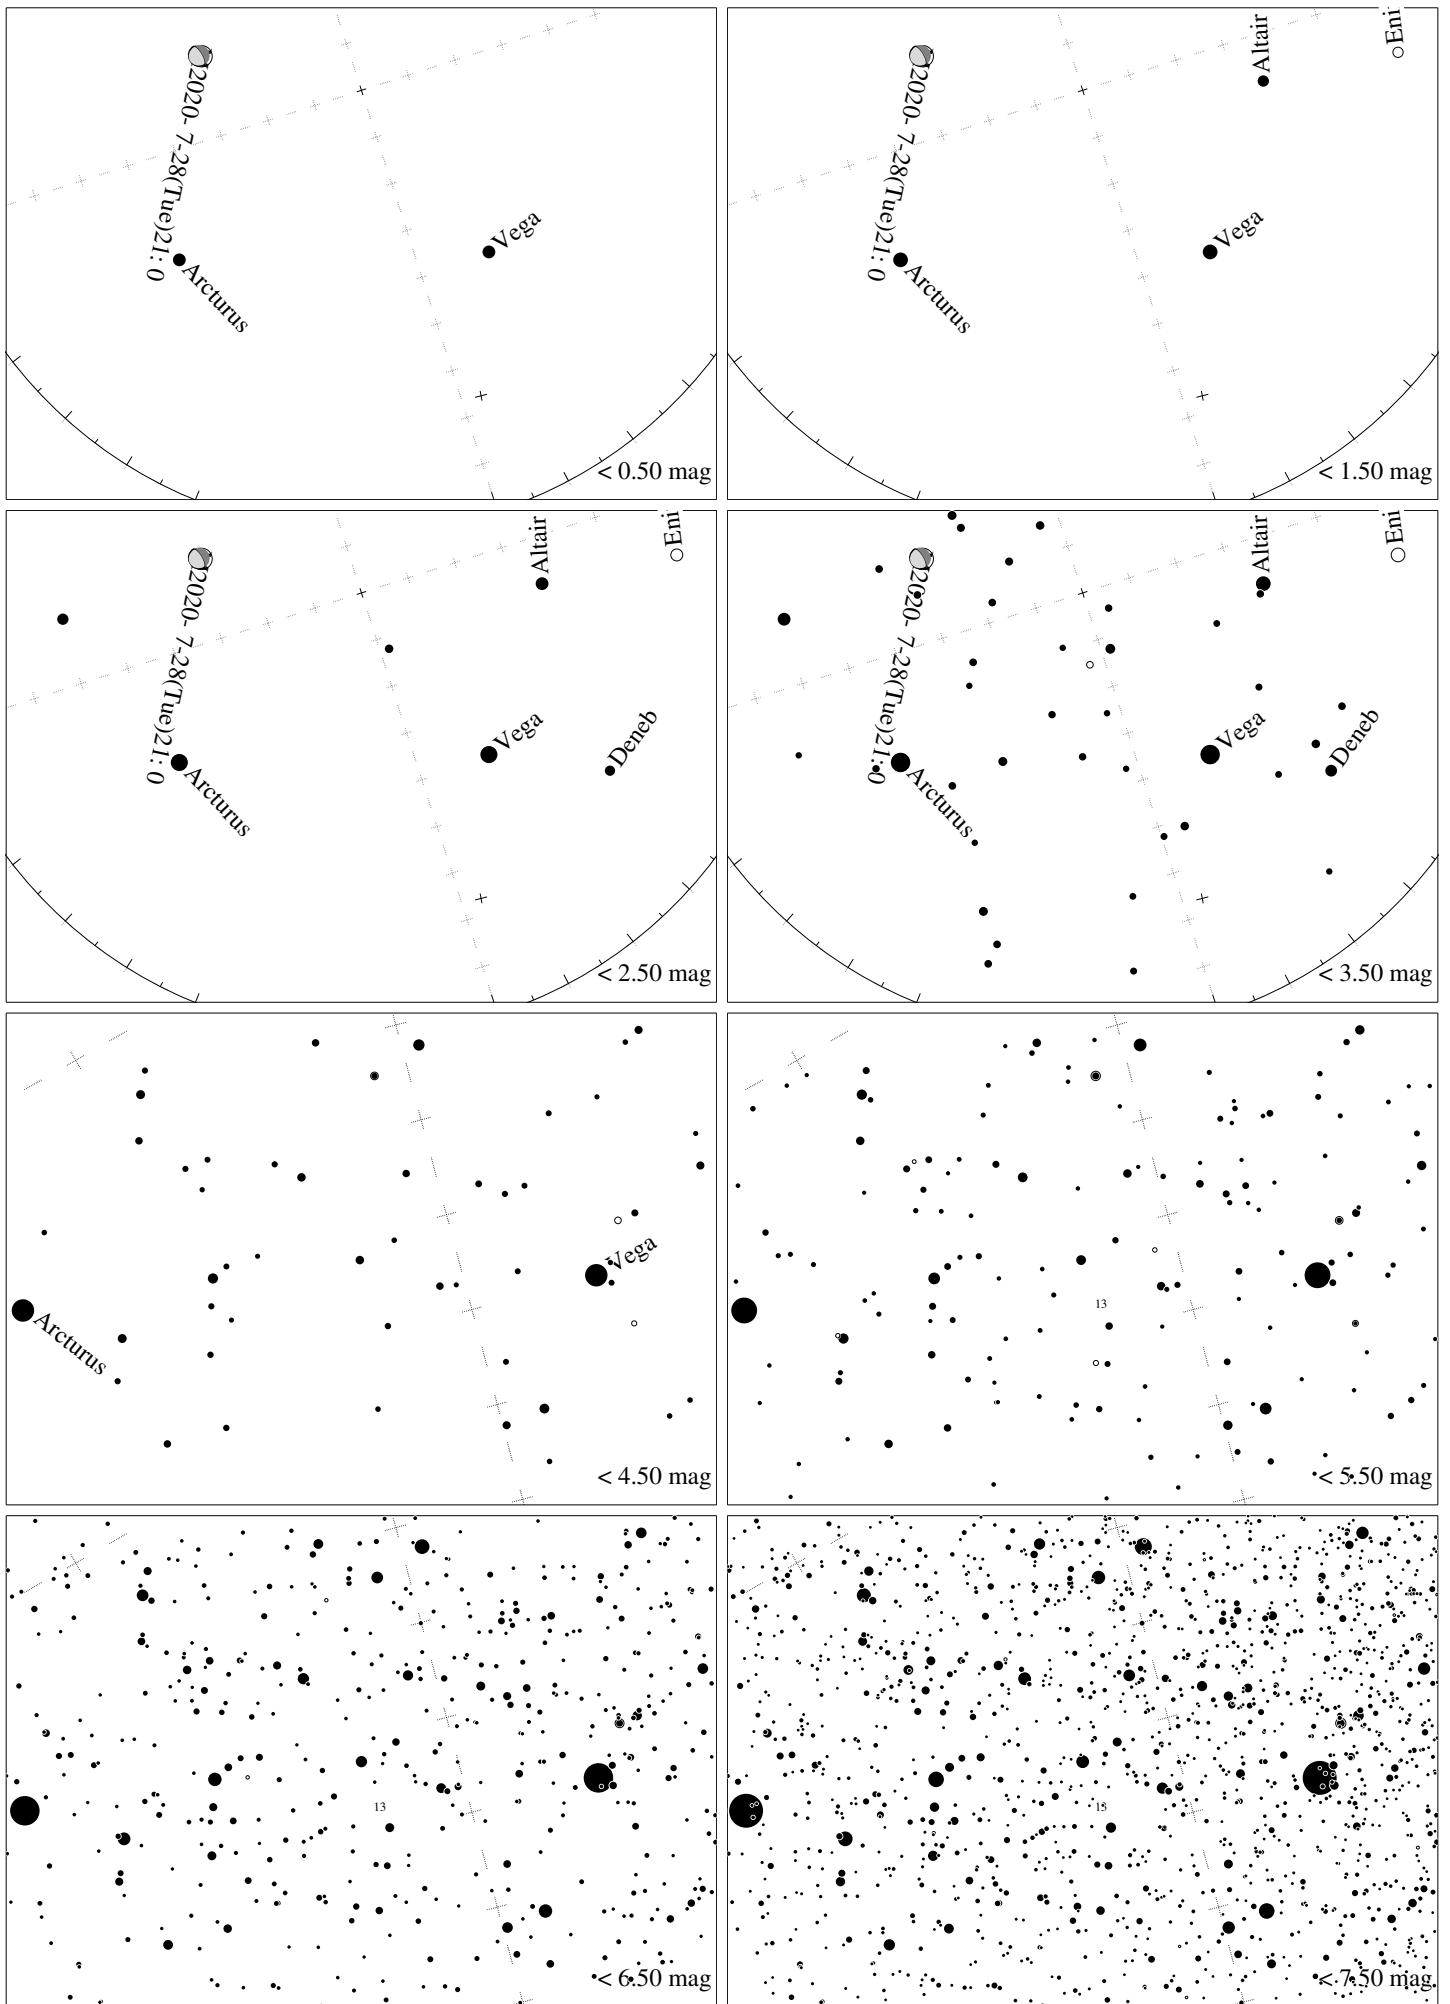 2020- 7-28(Tue)21: 0
Vega
Arcturus
< 0.50 mag
Altair
Eni
2020- 7-28(Tue)21: 0
Vega
Arcturus
< 1.50 mag
Altair
Eni
2020- 7-28(Tue)21: 0
Vega
Deneb
Arcturus
< 2.50 mag
Altair
Eni
2020- 7-28(Tue)21: 0
Vega
Deneb
Arcturus
< 3.50 mag
Vega
Arcturus
< 4.50 mag
13
< 5.50 mag
13
< 6.50 mag
13
< 7.50 mag